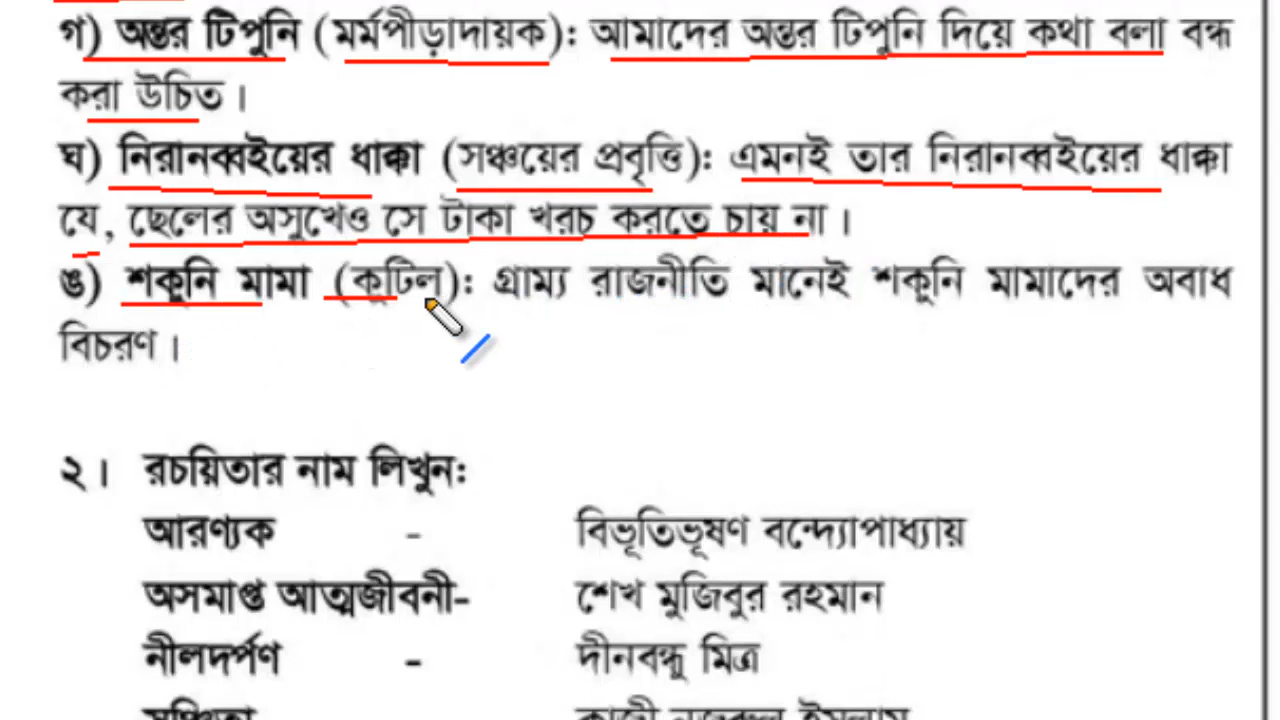 গ) অন্তর টিপুনি (মর্মপীড়াদায়ক): আমাদের অন্তর টিপুনি দিয়ে কথা বলা বন্ধ
করা উচিত।
ঘ) নিরানব্বইয়ের ধাক্কা (সঞ্চয়ের প্রবৃত্তি): এমনই তার নিরানব্বইয়ের ধাক্কা
যে, ছেলের অসুখেও সে টাকা খরচ করতে চায় না।
ঙ) শকুনি মামা (কুটিল): গ্রাম্য রাজনীতি মানেই শকুনি মামাদের অবাধ
বিচরণ।
২। রচয়িতার নাম লিখুন:
আরণ্যক - বিভূতিভূষণ বন্দ্যোপাধ্যায়
অসমাপ্ত আত্মজীবনী- শেখ মুজিবুর রহমান
নীলদর্পণ - দীনবন্ধু মিত্র
কাজী নজরুল ইসলাম